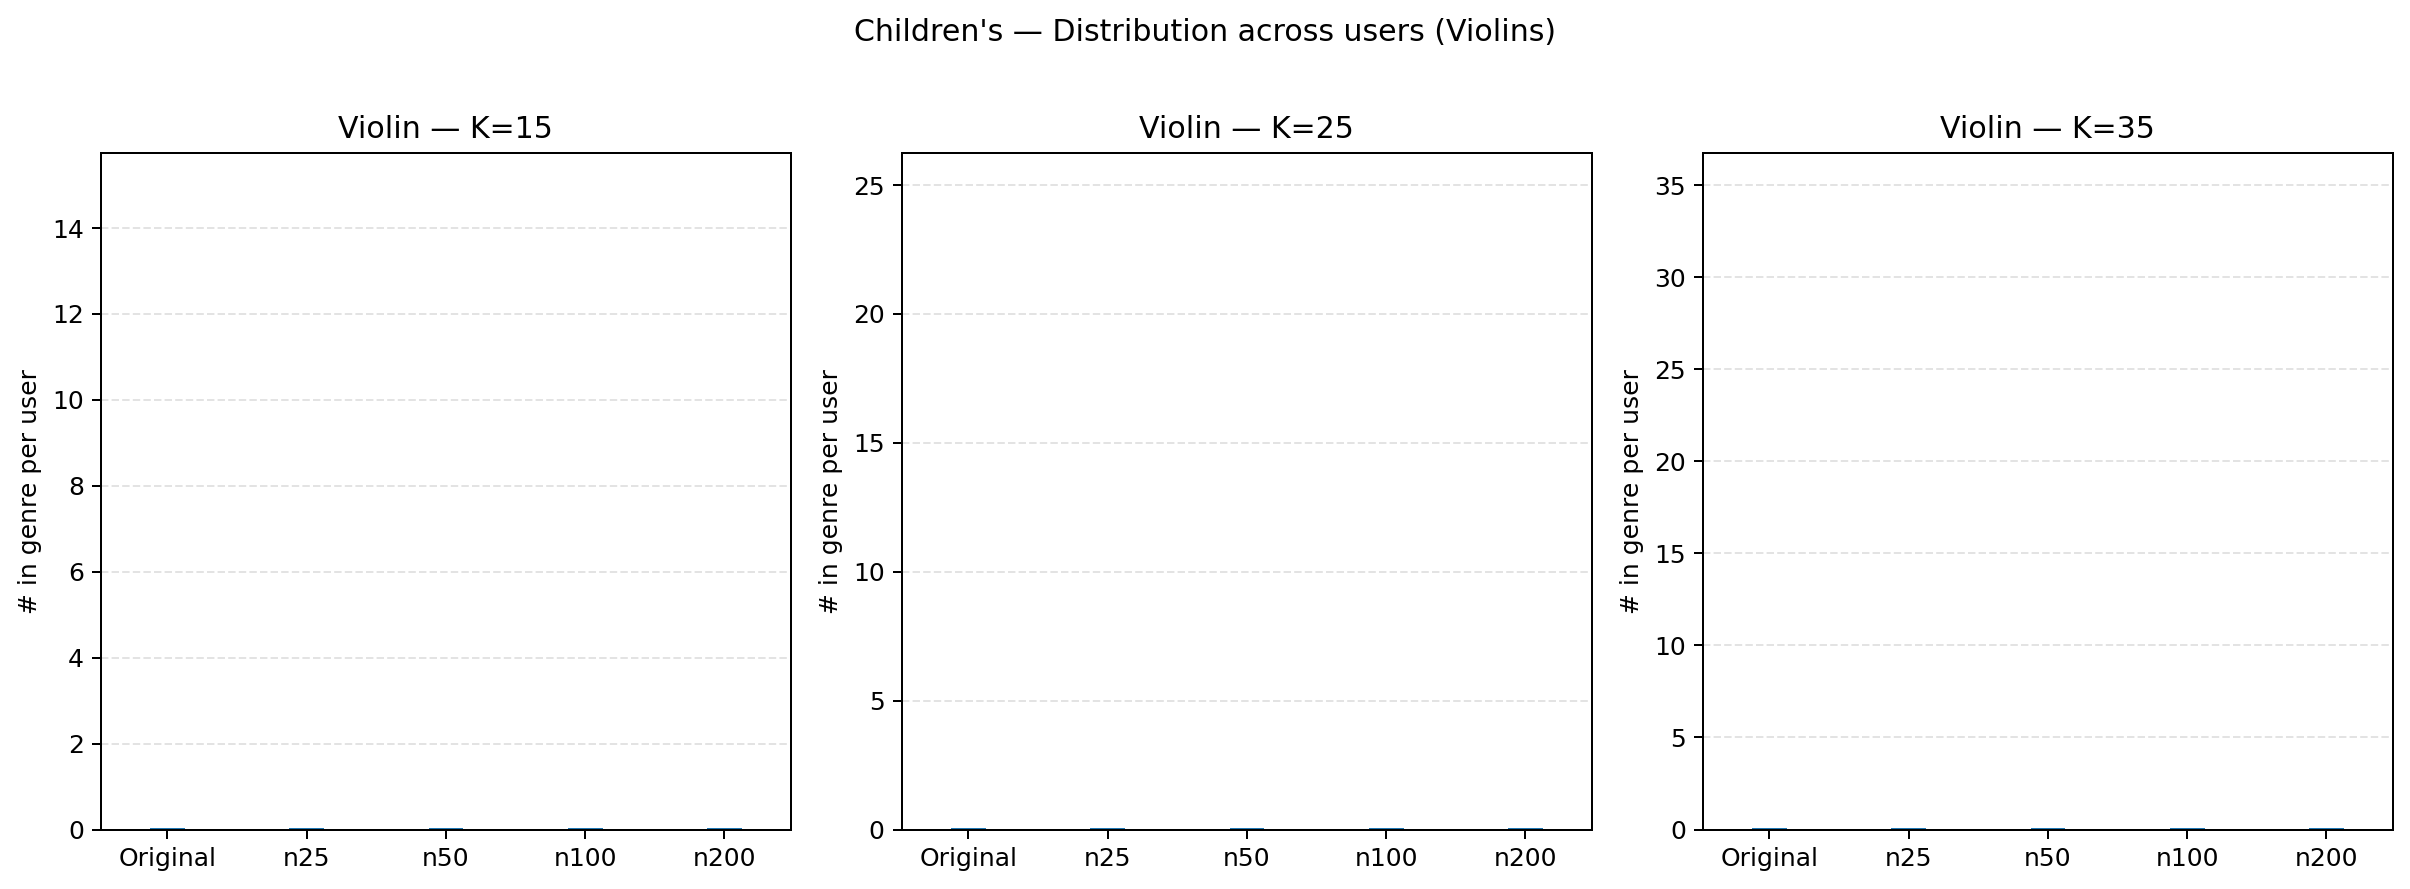 Children's — Distribution across users (Violins)
Violin — K=15
# in genre per user
14
12
10
8
6
4
2
0
Original n25 n50 n100 n200
Violin — K=25
# in genre per user
25
20
15
10
5
0
Original n25 n50 n100 n200
Violin — K=35
# in genre per user
35
30
25
20
15
10
5
0
Original n25 n50 n100 n200